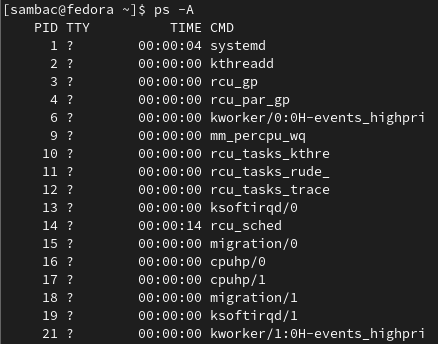 [sambac@fedora ~]$ ps -A
    PID TTY          TIME CMD
      1 ?        00:00:04 systemd
      2 ?        00:00:00 kthreadd
      3 ?        00:00:00 rcu_gp
      4 ?        00:00:00 rcu_par_gp
      6 ?        00:00:00 kworker/0:0H-events_highpri
      9 ?        00:00:00 mm_percpu_wq
     10 ?        00:00:00 rcu_tasks_kthre
     11 ?        00:00:00 rcu_tasks_rude_
     12 ?        00:00:00 rcu_tasks_trace
     13 ?        00:00:00 ksoftirqd/0
     14 ?        00:00:14 rcu_sched
     15 ?        00:00:00 migration/0
     16 ?        00:00:00 cpuhp/0
     17 ?        00:00:00 cpuhp/1
     18 ?        00:00:00 migration/1
     19 ?        00:00:00 ksoftirqd/1
     21 ?        00:00:00 kworker/1:0H-events_highpri